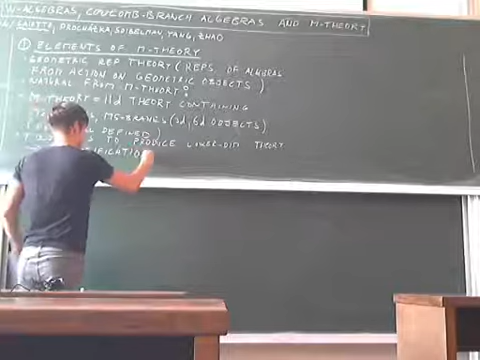 W-ALGEBRAS, COULOMB-BRANCH ALGEBRAS AND M-THEORY
GAIOTTO, PROCHÁZKA, SOIBELMAN, YANG, ZHAO
① ELEMENTS OF M-THEORY
· GEOMETRIC REP THEORY (REPS. OF ALGEBRAS
FROM ACTION ON GEOMETRIC OBJECTS)
· NATURAL FROM M-THEORY:
· M-THEORY = 11d THEORY CONTAINING
M5-BRANES (3d, 6d OBJECTS)
DEFINED)
TO PRODUCE LOWER-DIM THEORY